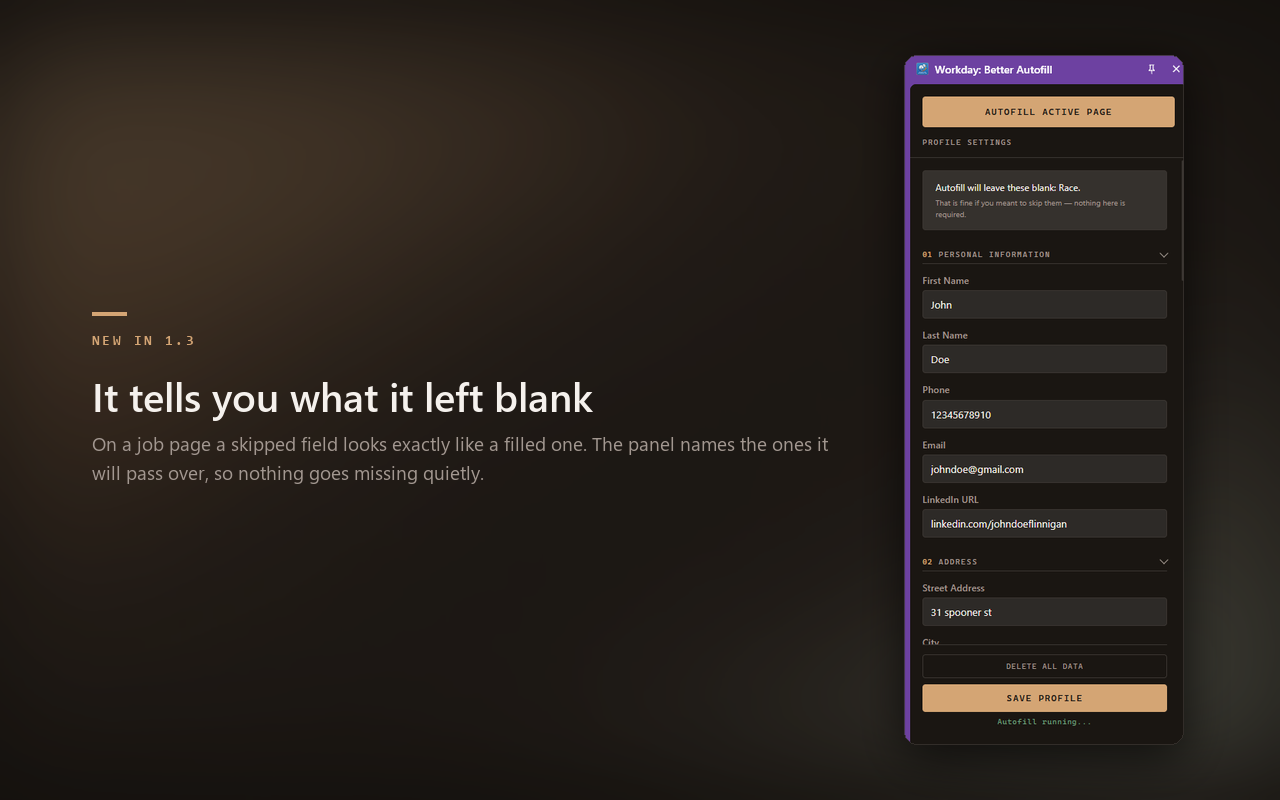 NEW IN 1.3
It tells you what it left blank
On a job page a skipped field looks exactly like a filled one. The panel names the ones it
will pass over, so nothing goes missing quietly.
Workday: Better Autofill
AUTOFILL ACTIVE PAGE
PROFILE SETTINGS
Autofill will leave these blank: Race.
That is fine if you meant to skip them — nothing here is
required.
01 PERSONAL INFORMATION
First Name
John
Last Name
Doe
Phone
12345678910
Email
johndoe@gmail.com
LinkedIn URL
linkedin.com/johndoeflinnigan
02 ADDRESS
Street Address
31 spooner st
City
DELETE ALL DATA
SAVE PROFILE
Autofill running...